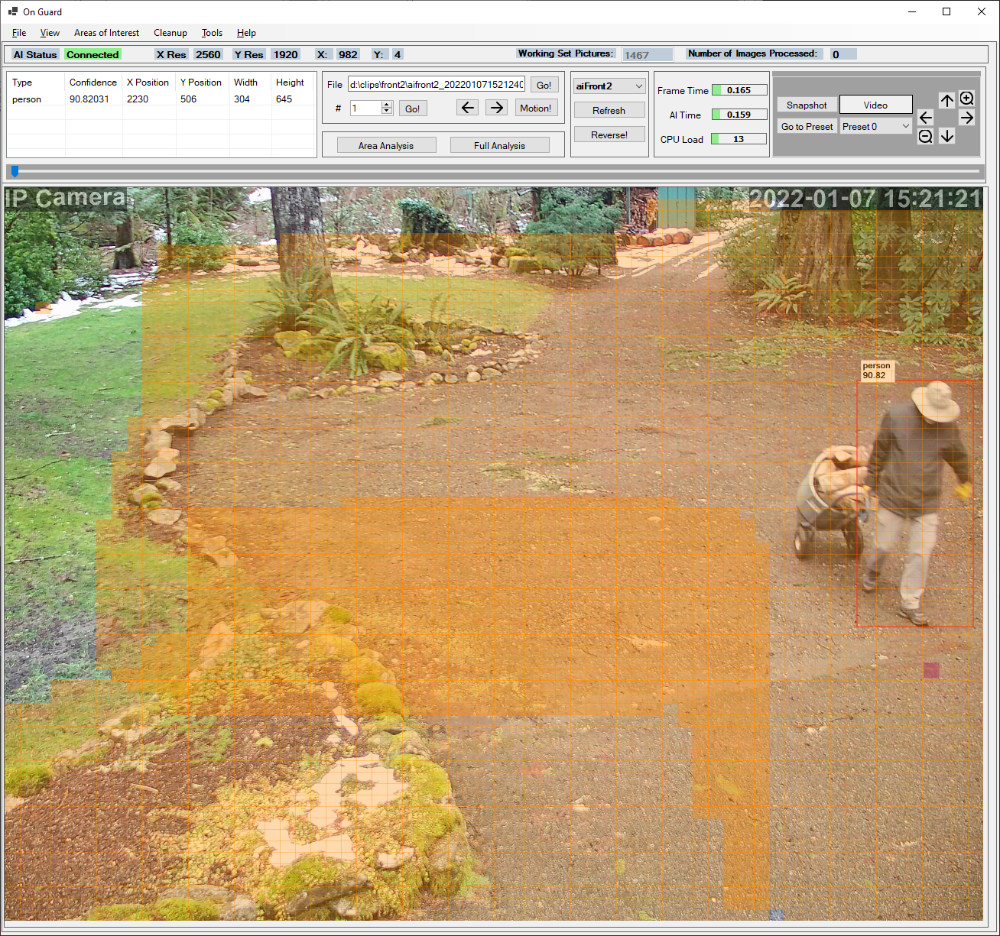 On Guard
File View Areas of Interest Cleanup Tools Help
AI Status Connected X Res 2560 Y Res 1920 X: 982 Y: 4 Working Set Pictures: 1467 Number of Images Processed: 0
Type Confidence X Position Y Position Width Height
person 90.82031 2230 506 304 645
File d:\clips\front2\aifront2_20220107152124( Go!
# 1 Go! Motion!
Area Analysis Full Analysis
aiFront2
Refresh
Reverse!
Frame Time 0.165
AI Time 0.159
CPU Load 13
Snapshot Video
Go to Preset Preset 0
IP Camera 2022-01-07 15:21:21
person
90.82